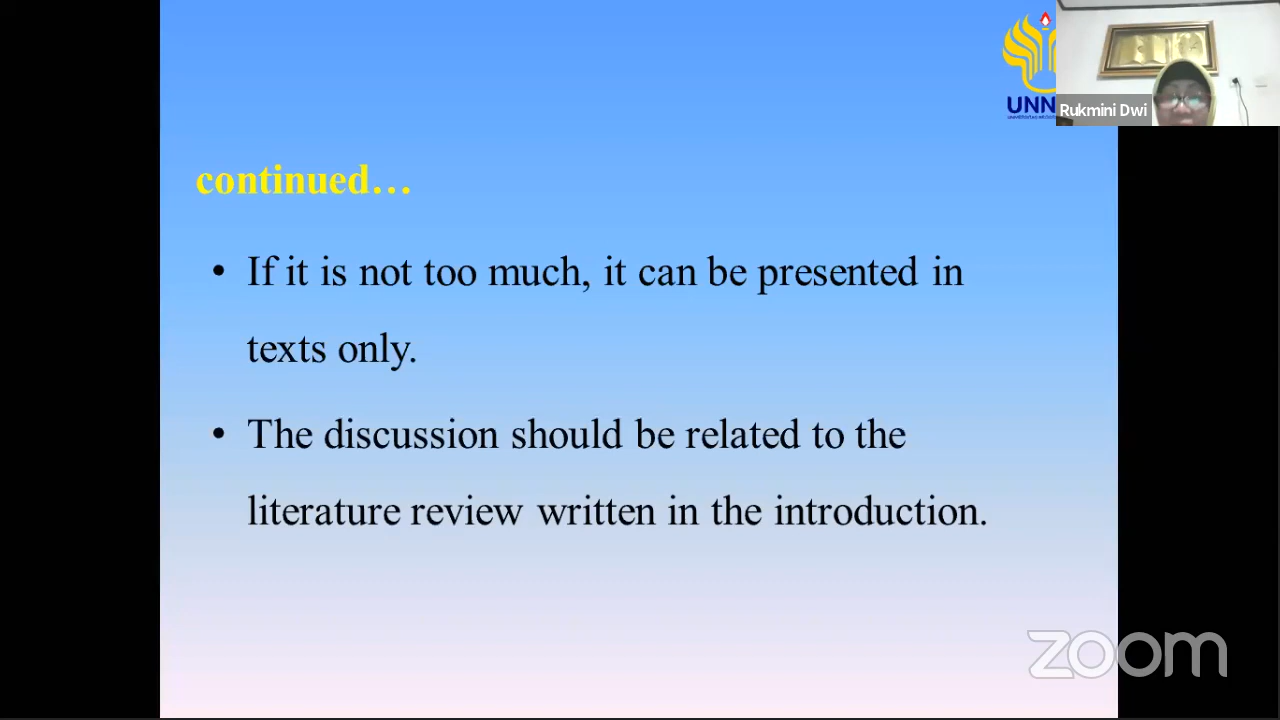 UNN
Rukmini Dwi
continued…
• If it is not too much, it can be presented in
texts only.
• The discussion should be related to the
literature review written in the introduction.
zoom